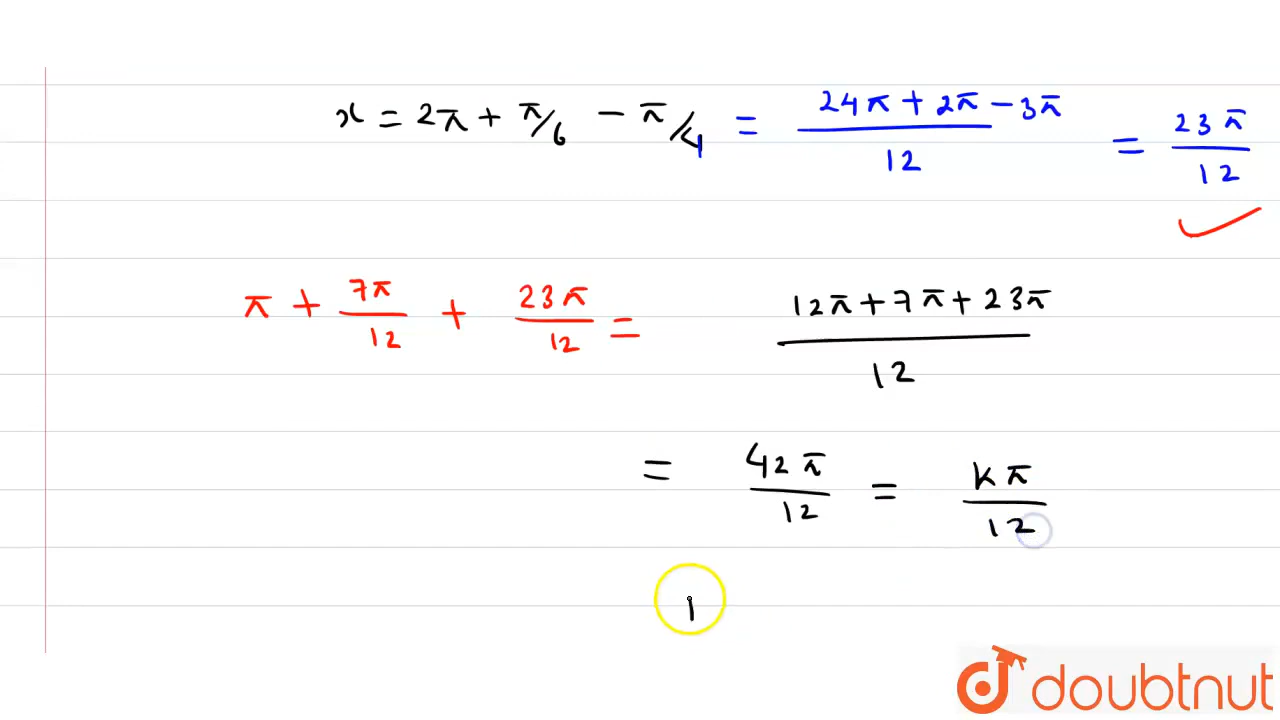 x = 2π + π/6 - π/4 = (24π + 2π - 3π)/12 = 23π/12
π + 7π/12 + 23π/12 = (12π + 7π + 23π)/12
= 42π/12 = kπ/12
doubtnut